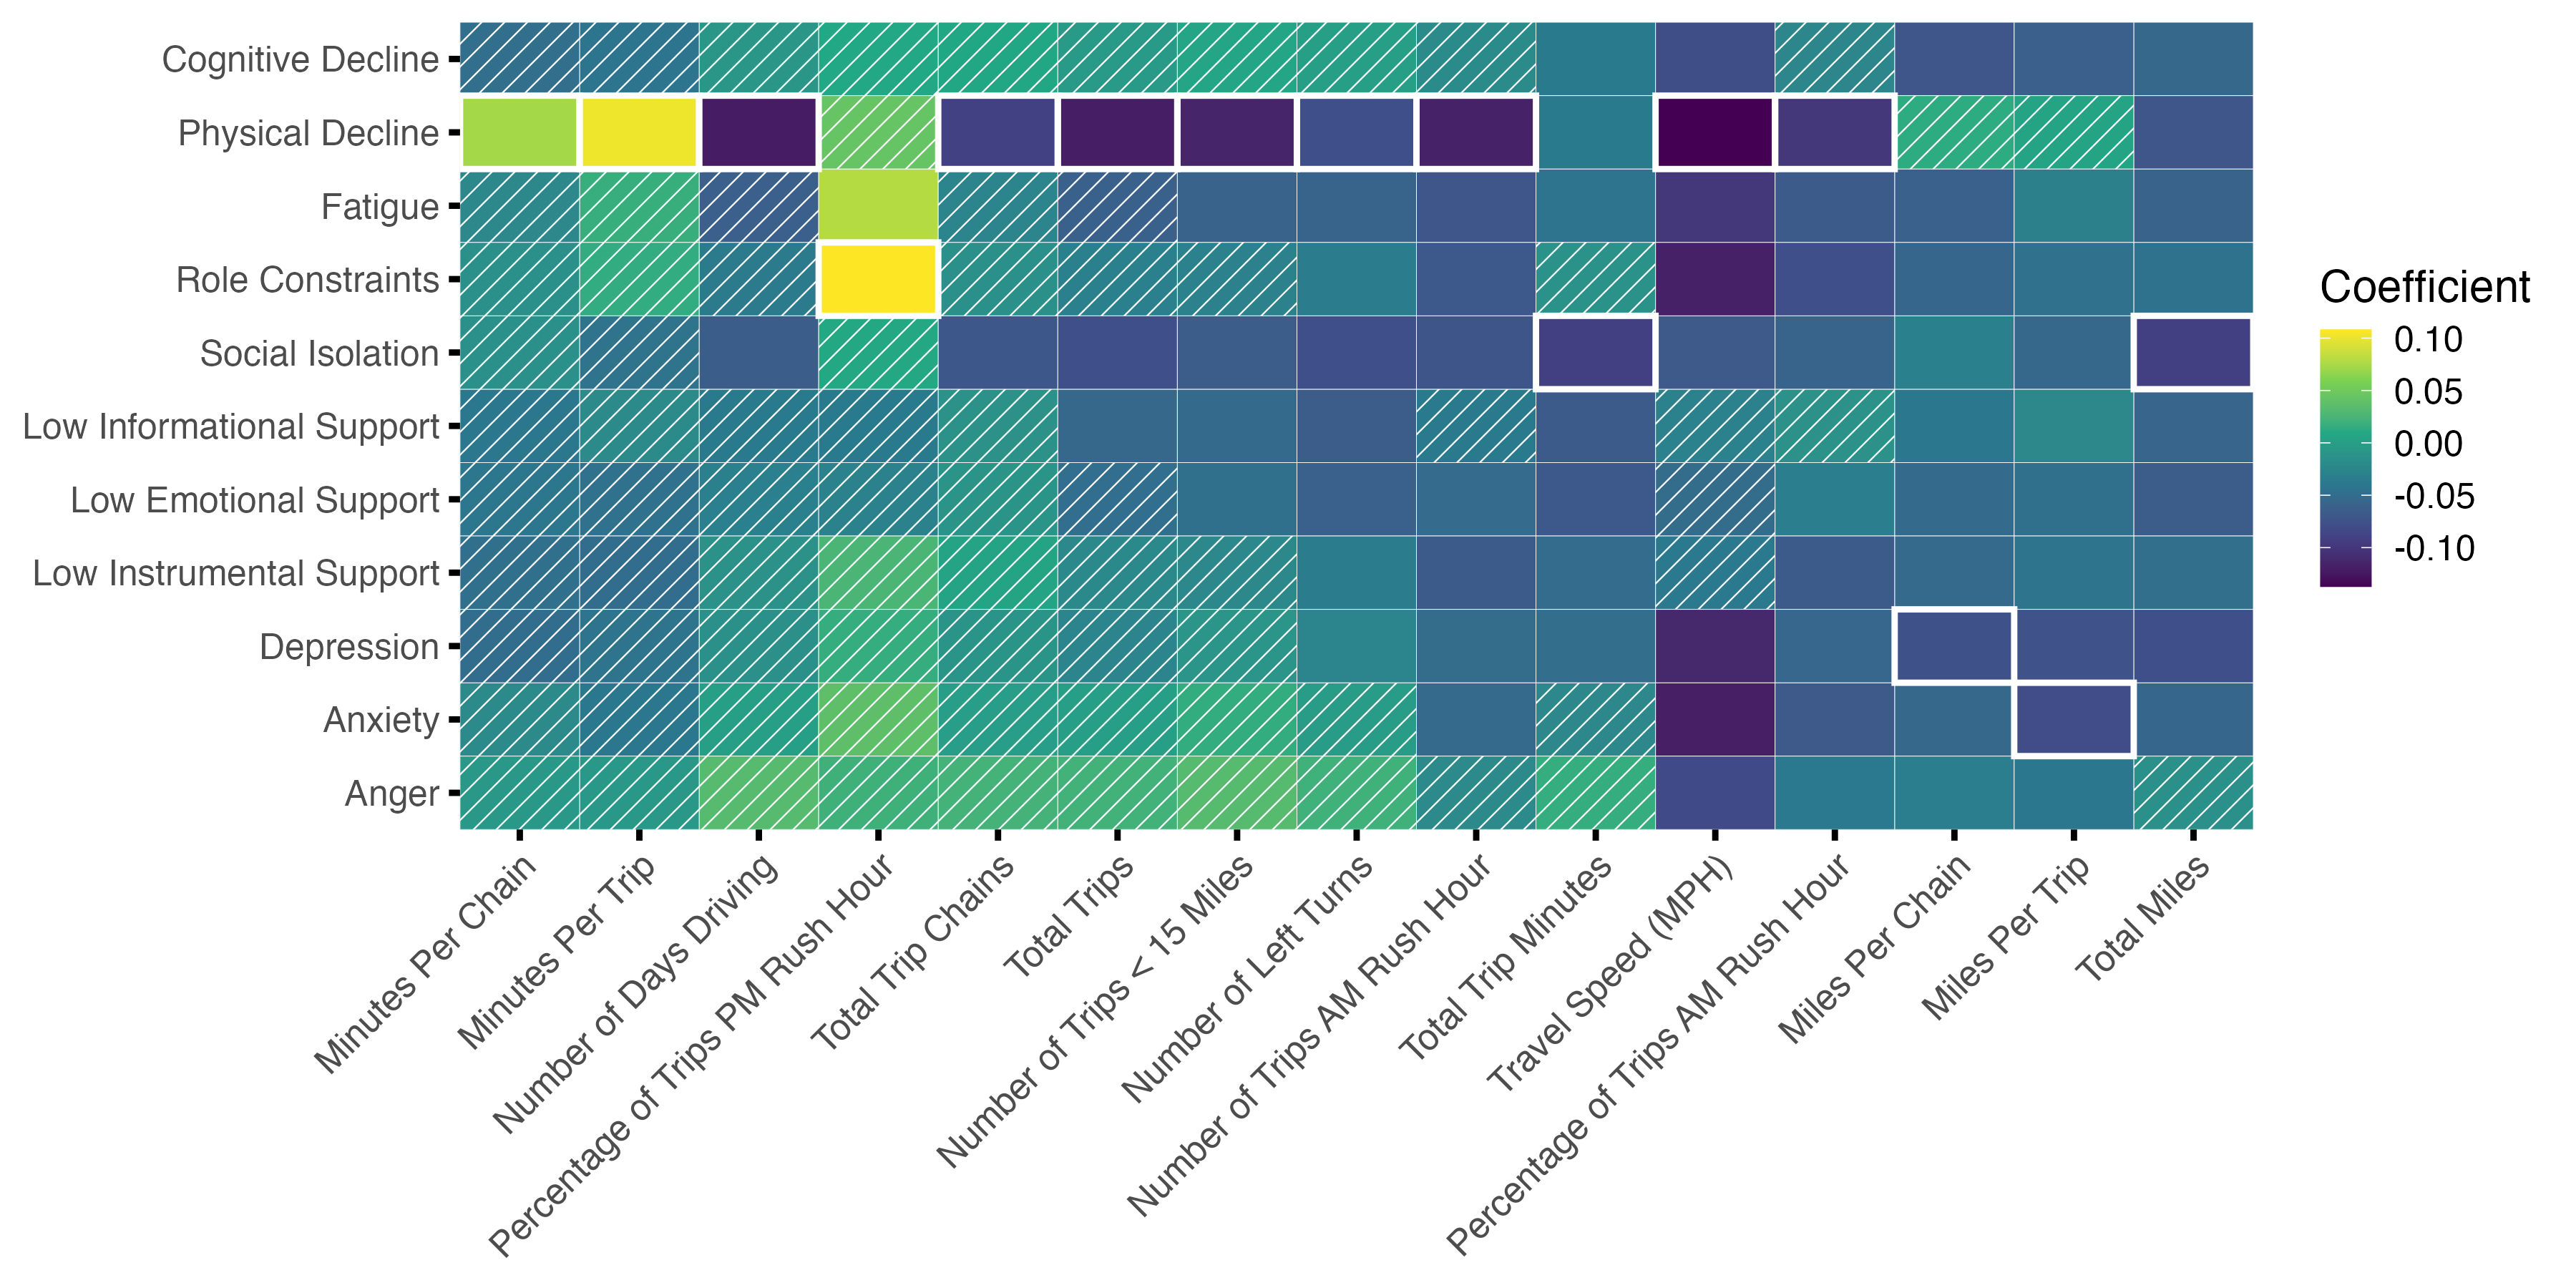 Cognitive Decline
Physical Decline
Fatigue
Role Constraints
Social Isolation
Low Informational Support
Low Emotional Support
Low Instrumental Support
Depression
Anxiety
Anger
Minutes Per Chain
Minutes Per Trip
Number of Days Driving
Percentage of Trips PM Rush Hour
Total Trip Chains
Total Trips
Number of Trips < 15 Miles
Number of Left Turns
Number of Trips AM Rush Hour
Total Trip Minutes
Travel Speed (MPH)
Percentage of Trips AM Rush Hour
Miles Per Chain
Miles Per Trip
Total Miles
Coefficient
0.10
0.05
0.00
-0.05
-0.10